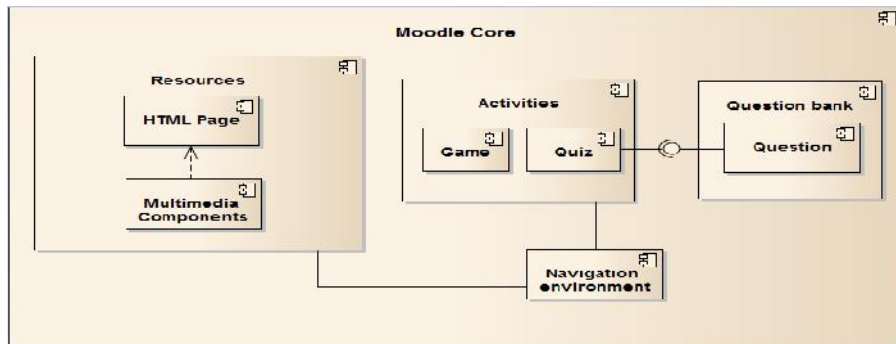 Moodle Core
Resources
HTML Page
Multimedia
Components
Activities
Game
Quiz
Question bank
Question
Navigation
environment